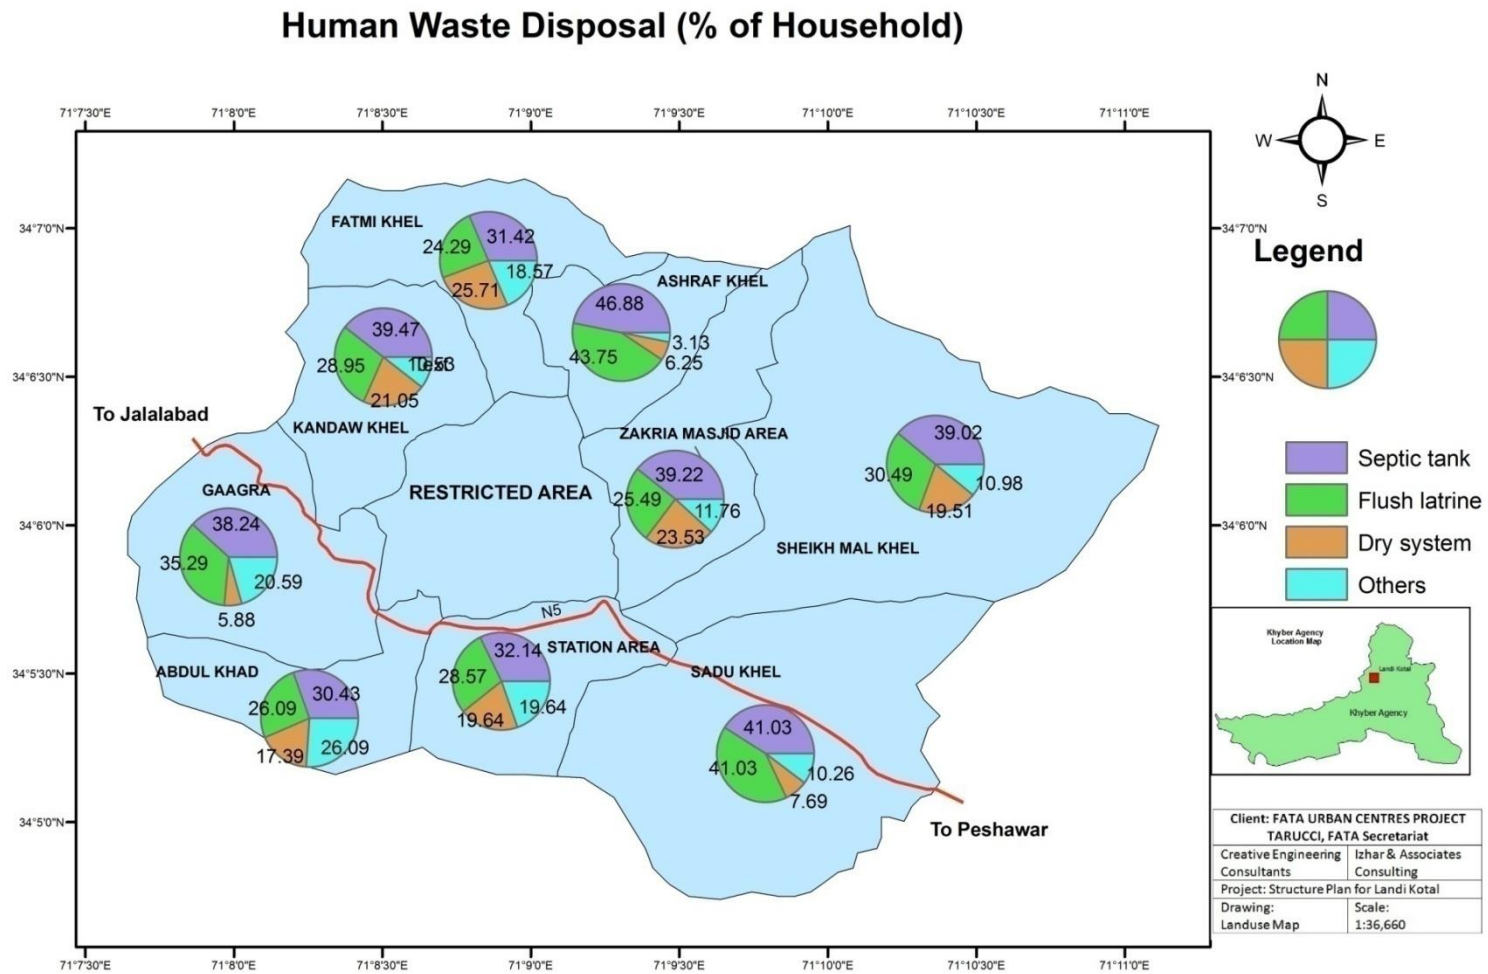 Human Waste Disposal (% of Household)
71°7'30"E 71°8'0"E 71°8'30"E 71°9'0"E 71°9'30"E 71°10'0"E 71°10'30"E 71°11'0"E
N
W E
S
34°7'0"N
34°7'0"N
FATMI KHEL
31.42
24.29
18.57
25.71
ASHRAF KHEL
46.88
3.13
43.75
6.25
39.47
28.95
21.05
KANDAW KHEL
34°6'30"N
34°6'30"N
To Jalalabad
ZAKRIA MASJID AREA
39.22
25.49
11.76
23.53
39.02
30.49
10.98
19.51
RESTRICTED AREA
GAAGRA
38.24
35.29
20.59
5.88
34°6'0"N
34°6'0"N
SHEIKH MAL KHEL
N5
STATION AREA
32.14
28.57
19.64
19.64
34°5'30"N
ABDUL KHAD
30.43
26.09
26.09
17.39
SADU KHEL
41.03
41.03
10.26
7.69
34°5'0"N
To Peshawar
71°7'30"E 71°8'0"E 71°8'30"E 71°9'0"E 71°9'30"E 71°10'0"E 71°10'30"E 71°11'0"E
Legend
Septic tank
Flush latrine
Dry system
Others
Khyber Agency
Location Map
Landi Kotal
Khyber Agency
Client: FATA URBAN CENTRES PROJECT
TARUCCI, FATA Secretariat
Creative Engineering
Consultants
Izhar & Associates
Consulting
Project: Structure Plan for Landi Kotal
Drawing:
Landuse Map
Scale:
1:36,660